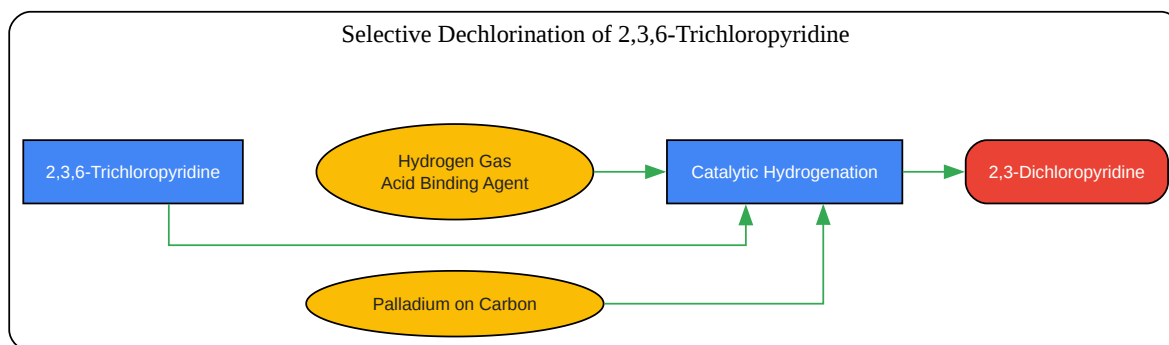 Selective Dechlorination of 2,3,6-Trichloropyridine
2,3,6-Trichloropyridine
Hydrogen Gas
Acid Binding Agent
Catalytic Hydrogenation
2,3-Dichloropyridine
Palladium on Carbon